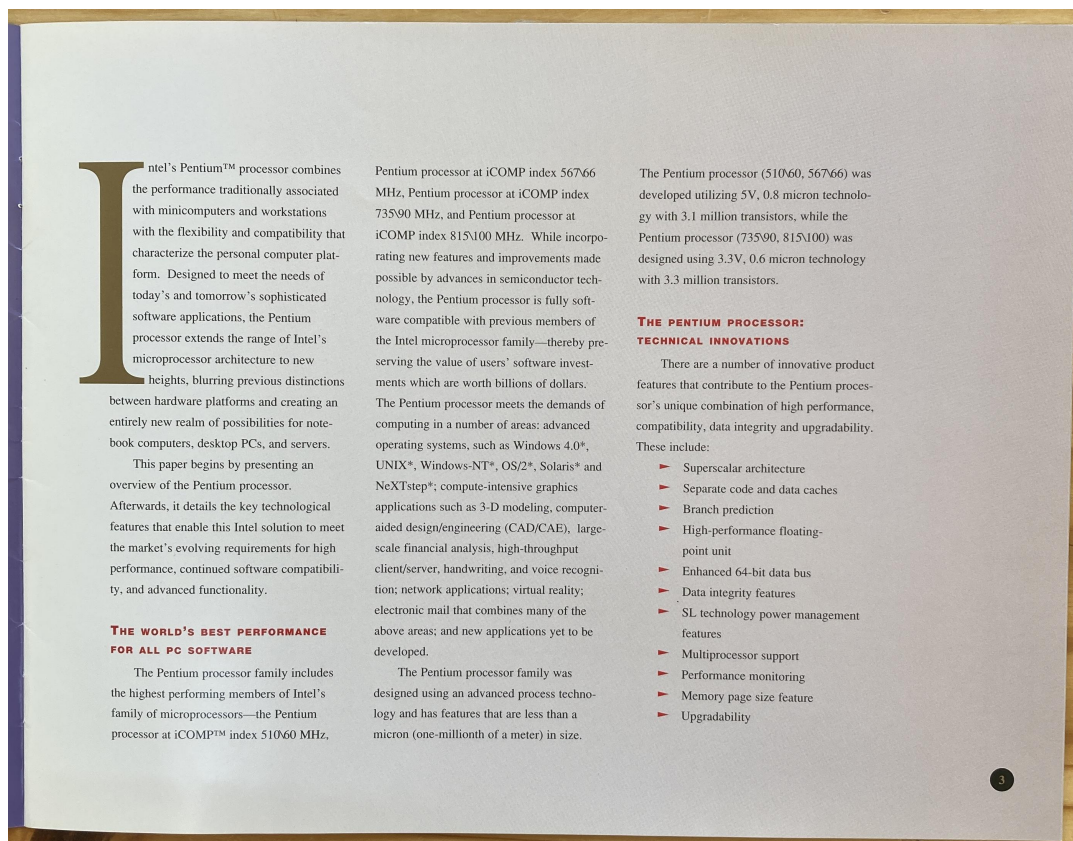 Intel's Pentium™ processor combines
the performance traditionally associated
with minicomputers and workstations
with the flexibility and compatibility that
characterize the personal computer plat-
form. Designed to meet the needs of
today's and tomorrow's sophisticated
software applications, the Pentium
processor extends the range of Intel's
microprocessor architecture to new
heights, blurring previous distinctions
between hardware platforms and creating an
entirely new realm of possibilities for note-
book computers, desktop PCs, and servers.
This paper begins by presenting an
overview of the Pentium processor.
Afterwards, it details the key technological
features that enable this Intel solution to meet
the market's evolving requirements for high
performance, continued software compatibili-
ty, and advanced functionality.
THE WORLD'S BEST PERFORMANCE
FOR ALL PC SOFTWARE
The Pentium processor family includes
the highest performing members of Intel's
family of microprocessors—the Pentium
processor at iCOMP™ index 510\60 MHz,
Pentium processor at iCOMP index 567\66
MHz, Pentium processor at iCOMP index
735\90 MHz, and Pentium processor at
iCOMP index 815\100 MHz. While incorpo-
rating new features and improvements made
possible by advances in semiconductor tech-
nology, the Pentium processor is fully soft-
ware compatible with previous members of
the Intel microprocessor family—thereby pre-
serving the value of users' software invest-
ments which are worth billions of dollars.
The Pentium processor meets the demands of
computing in a number of areas: advanced
operating systems, such as Windows 4.0*,
UNIX*, Windows-NT*, OS/2*, Solaris* and
NeXTstep*; compute-intensive graphics
applications such as 3-D modeling, computer-
aided design/engineering (CAD/CAE), large-
scale financial analysis, high-throughput
client/server, handwriting, and voice recogni-
tion; network applications; virtual reality;
electronic mail that combines many of the
above areas; and new applications yet to be
developed.
The Pentium processor family was
designed using an advanced process techno-
logy and has features that are less than a
micron (one-millionth of a meter) in size.
The Pentium processor (510\60, 567\66) was
developed utilizing 5V, 0.8 micron technolo-
gy with 3.1 million transistors, while the
Pentium processor (735\90, 815\100) was
designed using 3.3V, 0.6 micron technology
with 3.3 million transistors.
THE PENTIUM PROCESSOR:
TECHNICAL INNOVATIONS
There are a number of innovative product
features that contribute to the Pentium proces-
sor's unique combination of high performance,
compatibility, data integrity and upgradability.
These include:
► Superscalar architecture
► Separate code and data caches
► Branch prediction
► High-performance floating-
point unit
► Enhanced 64-bit data bus
► Data integrity features
► SL technology power management
features
► Multiprocessor support
► Performance monitoring
► Memory page size feature
► Upgradability
3